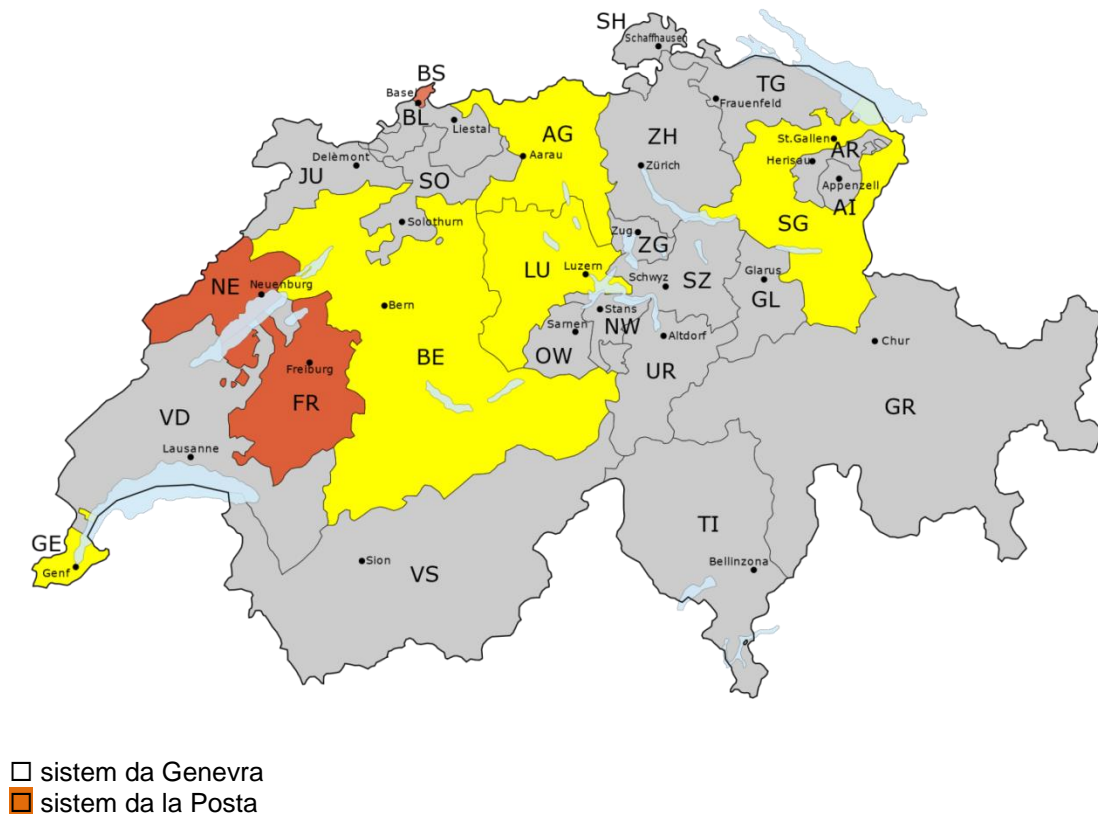 SH
Schaffhausen
BS
Basel
BL
Liestal
TG
Frauenfeld
AG
Aarau
ZH
Zürich
St.Gallen
AR
Herisau
Appenzell
AI
JU
Delèmont
SO
Solothurn
SG
Zug
ZG
LU
Luzern
Schwyz
SZ
Glarus
GL
NE
Neuenburg
Bern
BE
Stans
NW
Sarnen
OW
Altdorf
UR
Chur
GR
Freiburg
FR
VD
Lausanne
GE
Genf
Sion
VS
TI
Bellinzona
sistem da Genevra
sistem da la Posta